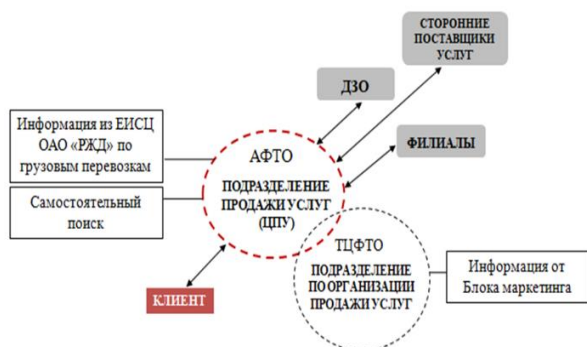 СТОРОННИЕ
ПОСТАВЩИКИ
УСЛУГ
ДЗО
ФИЛИАЛЫ
Информация из ЕИСЦ
ОАО «РЖД» по
грузовым перевозкам
Самостоятельный
поиск
АФТО
ПОДРАЗДЕЛЕНИЕ
ПРОДАЖИ УСЛУГ
(ЦПУ)
ТЦФТО
ПОДРАЗДЕЛЕНИЕ
ПО ОРГАНИЗАЦИИ
ПРОДАЖИ УСЛУГ
Информация от
Блока маркетинга
КЛИЕНТ